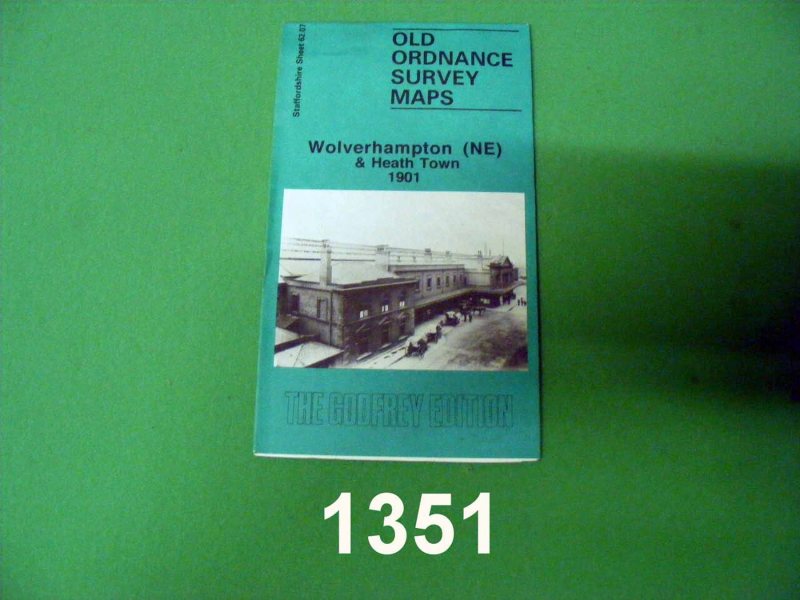 Staffordshire Sheet 62.07
OLD
ORDNANCE
SURVEY
MAPS
Wolverhampton (NE)
& Heath Town
1901
THE GODFREY EDITION
1351